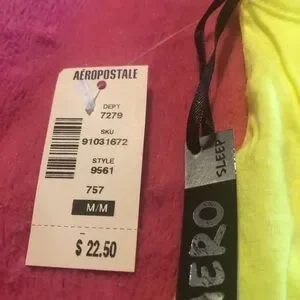 AÉROPOSTALE
DEPT
7279
SKU
91031672
STYLE
9561
757
M/M
$ 22.50
SLEEP
AERO